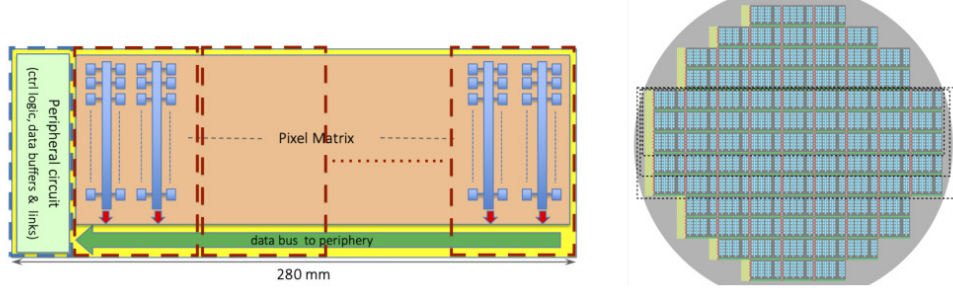 Peripheral circuit
(ctrl logic, data buffers & links)
Pixel Matrix
data bus to periphery
280 mm